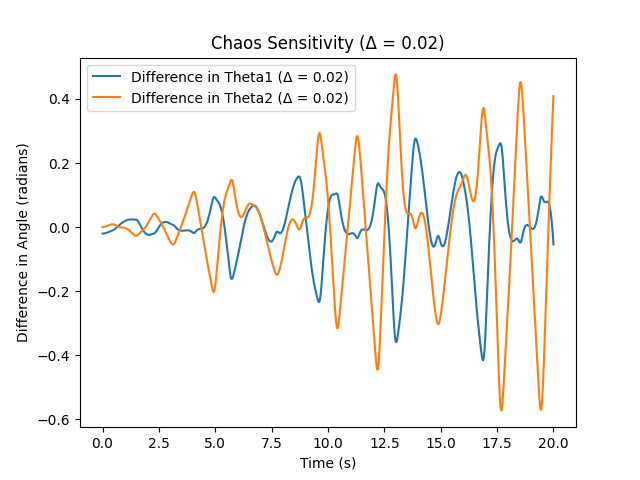 Chaos Sensitivity (Δ = 0.02)
Difference in Theta1 (Δ = 0.02)
Difference in Theta2 (Δ = 0.02)
Difference in Angle (radians)
0.4
0.2
0.0
−0.2
−0.4
−0.6
0.0 2.5 5.0 7.5 10.0 12.5 15.0 17.5 20.0
Time (s)